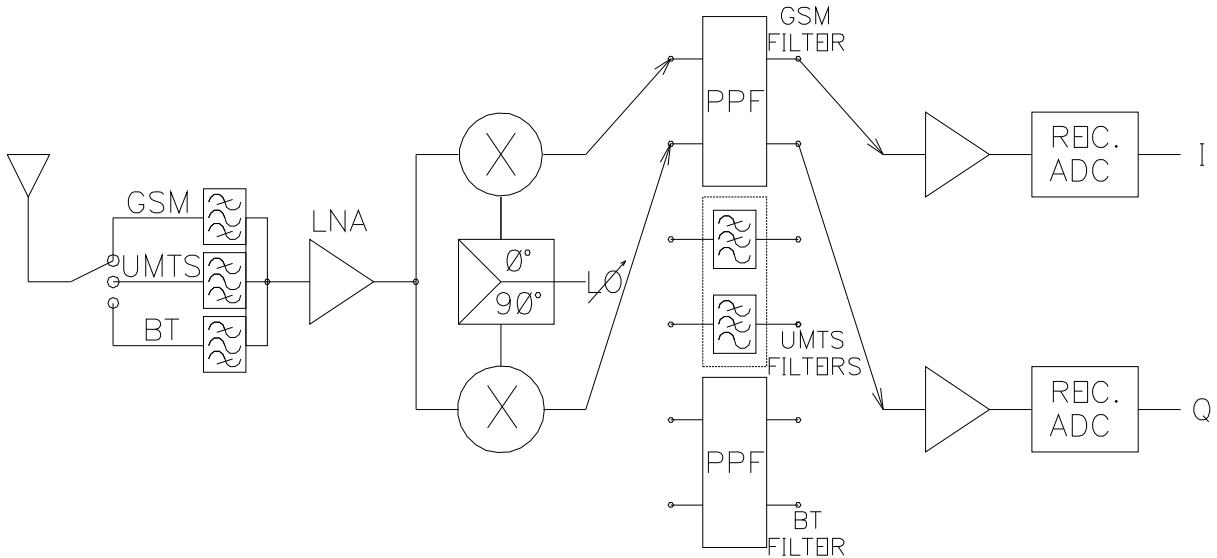 GSM
FILTER
PPF
REC.
ADC
I
GSM
LNA
X
UMTS
0°
LO
90°
BT
UMTS
FILTERS
X
REC.
ADC
Q
PPF
BT
FILTER